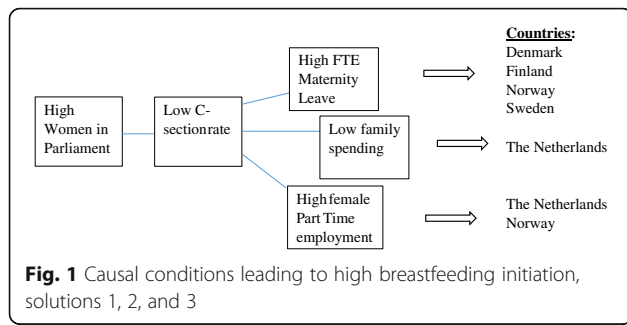 High
Women in
Parliament
Low C-
section rate
High FTE
Maternity
Leave
Low family
spending
High female
Part Time
employment
Countries:
Denmark
Finland
Norway
Sweden
The Netherlands
The Netherlands
Norway
Fig. 1 Causal conditions leading to high breastfeeding initiation,
solutions 1, 2, and 3